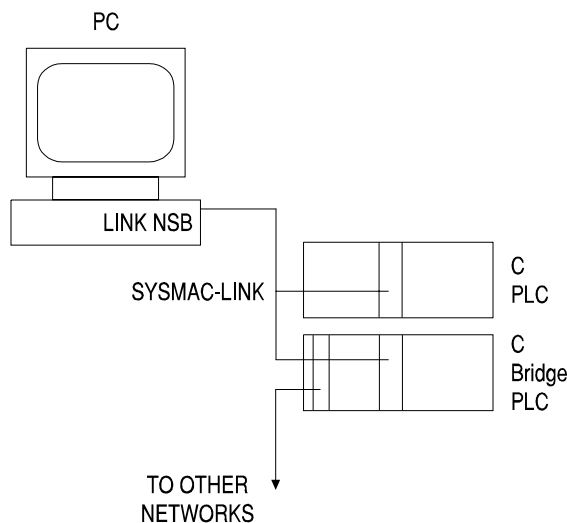 PC
LINK NSB
SYSMAC-LINK
C
PLC
C
Bridge
PLC
TO OTHER
NETWORKS